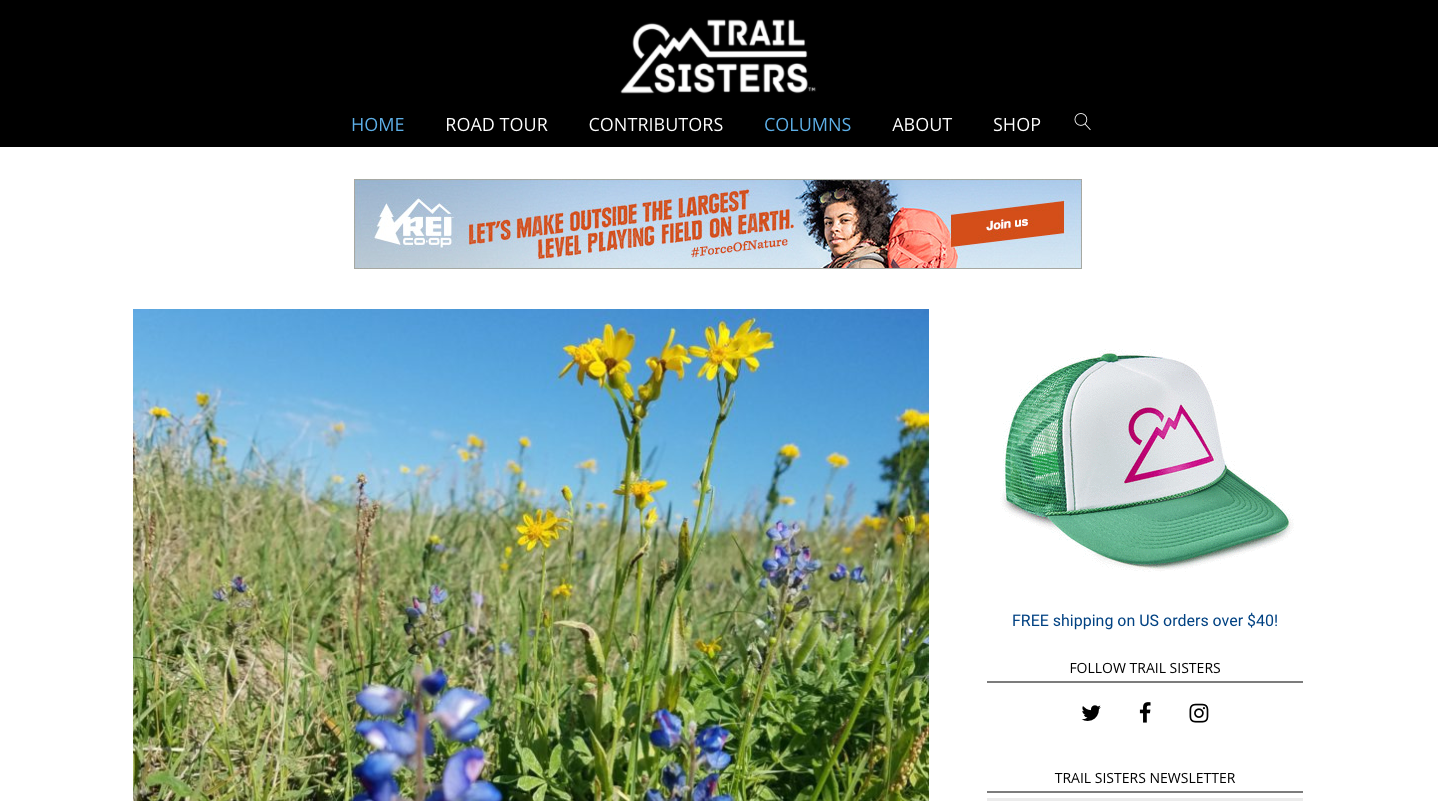 TRAIL
SISTERS™
HOME ROAD TOUR CONTRIBUTORS COLUMNS ABOUT SHOP
REI
co-op
LET'S MAKE OUTSIDE THE LARGEST
LEVEL PLAYING FIELD ON EARTH.
#ForceOfNature
Join us
FREE shipping on US orders over $40!
FOLLOW TRAIL SISTERS
TRAIL SISTERS NEWSLETTER